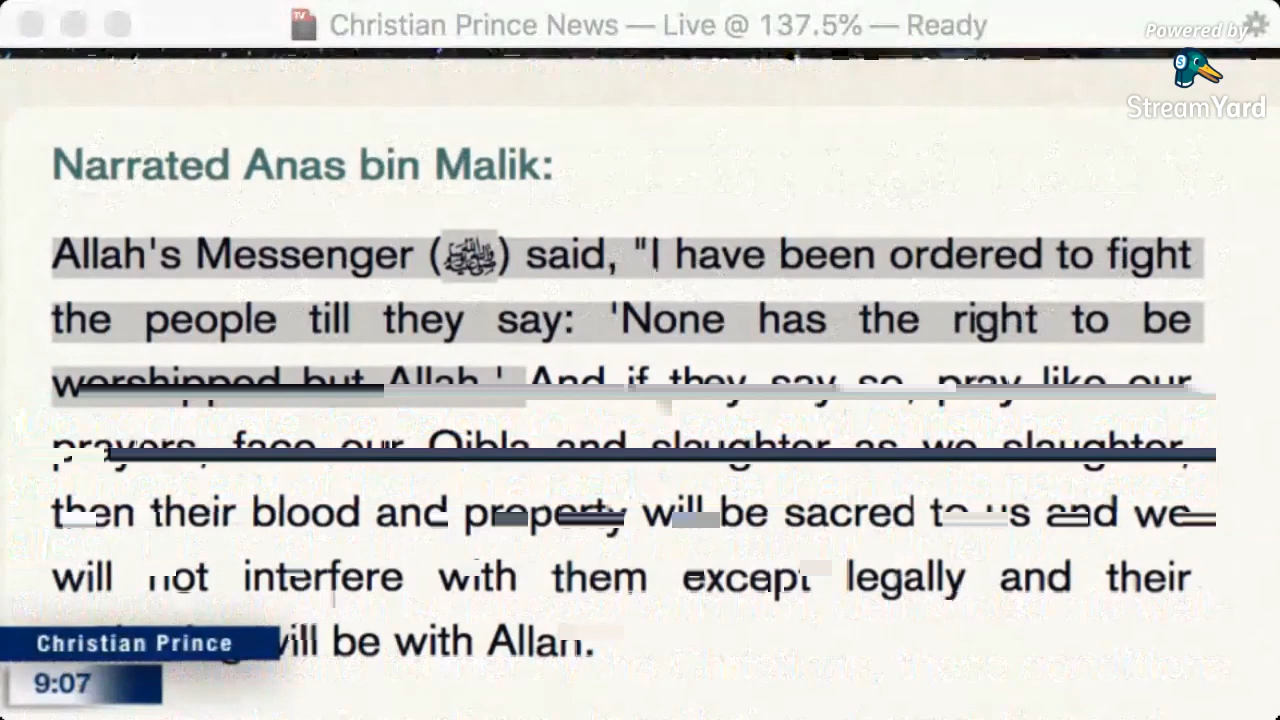 Christian Prince News — Live @ 137.5% — Ready
Powered by
StreamYard
Narrated Anas bin Malik:
Allah's Messenger (ﷺ) said, "I have been ordered to fight
the people till they say: 'None has the right to be
worshipped but Allah.' And if they say so, pray like our
prayers, face our Qibla and slaughter as we slaughter,
then their blood and property will be sacred to us and we
will not interfere with them except legally and their
will be with Allah."
Christian Prince
9:07